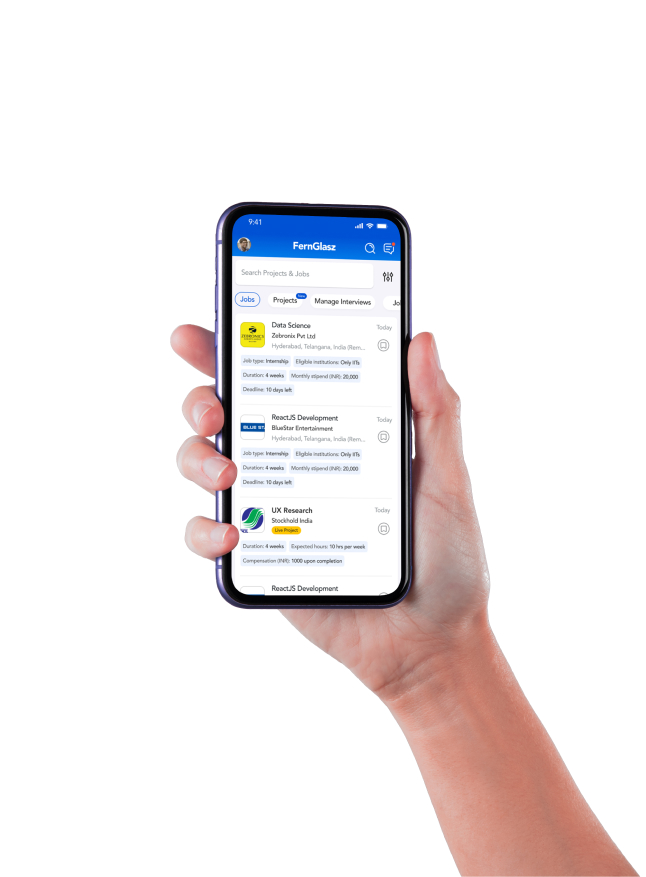 9:41
FernGlasz
Search Projects & Jobs
Jobs
Projects
New
Manage Interviews
Jo
ZEBRONICS
Data Science
Today
Zebronix Pvt Ltd
Hyderabad, Telangana, India (Rem...
Job type: Internship Eligible institutions: Only IITs
Duration: 4 weeks Monthly stipend (INR): 20,000
Deadline: 10 days left
BLUE ST
ReactJS Development
Today
BlueStar Entertainment
Hyderabad, Telangana, India (Rem...
Job type: Internship Eligible institutions: Only IITs
Duration: 4 weeks Monthly stipend (INR): 20,000
Deadline: 10 days left
UX Research
Today
Stockhold India
Live Project
Duration: 4 weeks Expected hours: 10 hrs per week
Compensation (INR): 1000 upon completion
ReactJS Development